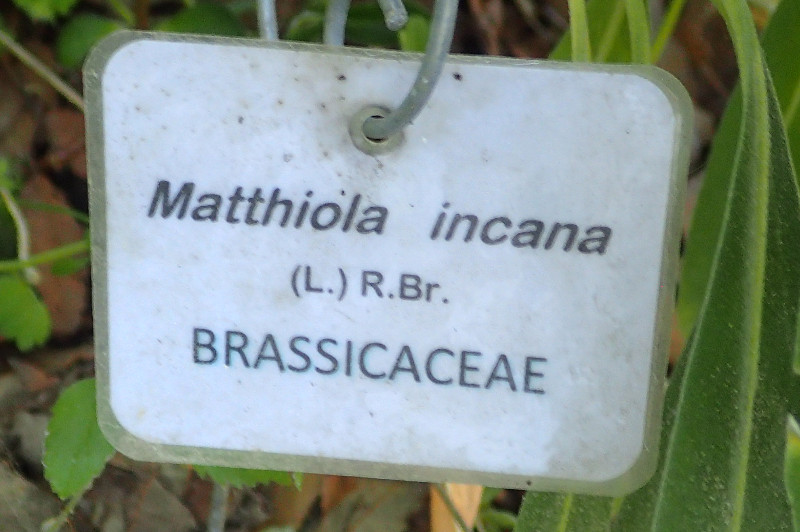 Matthiola incana
(L.) R.Br.
BRASSICACEAE